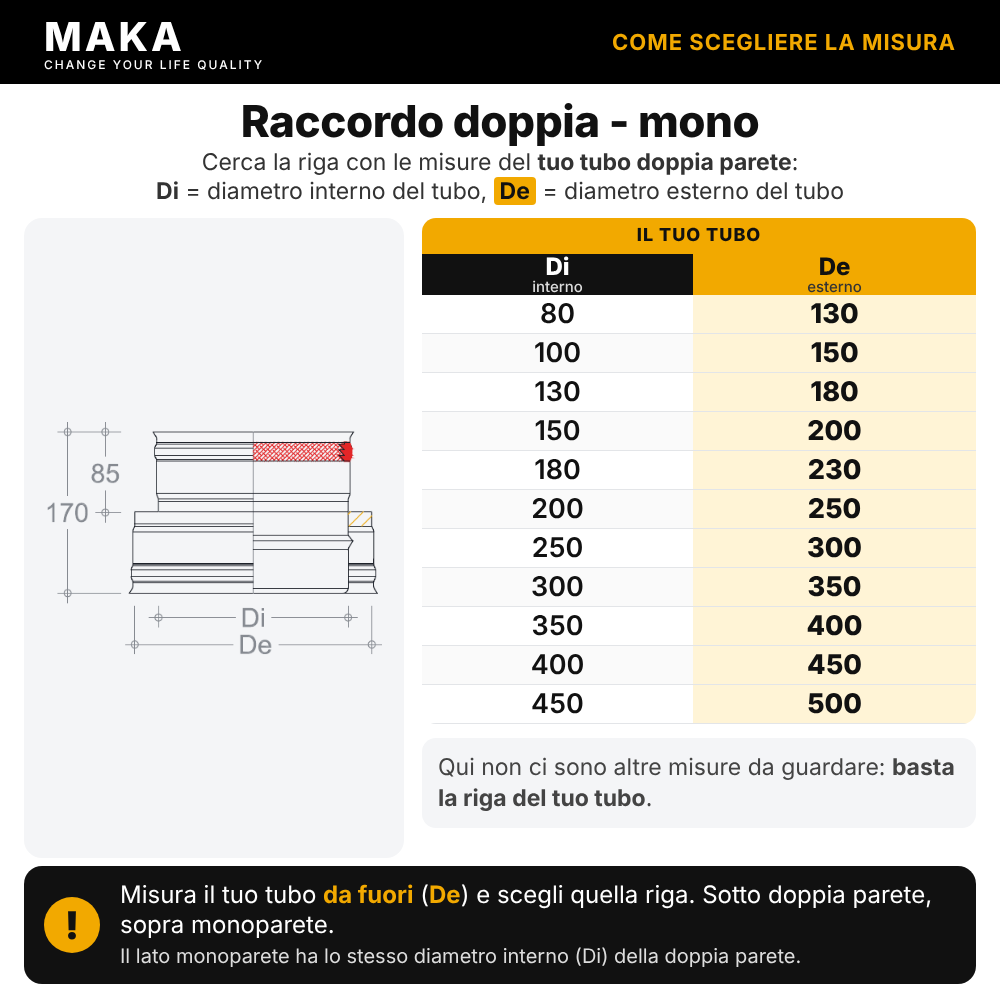 MAKA
CHANGE YOUR LIFE QUALITY
COME SCEGLIERE LA MISURA
Raccordo doppia - mono
Cerca la riga con le misure del tuo tubo doppia parete:
Di = diametro interno del tubo, De = diametro esterno del tubo
85
170
Di
De
IL TUO TUBO
Di De
interno esterno
80 130
100 150
130 180
150 200
180 230
200 250
250 300
300 350
350 400
400 450
450 500
Qui non ci sono altre misure da guardare: basta
la riga del tuo tubo.
!
Misura il tuo tubo da fuori (De) e scegli quella riga. Sotto doppia parete,
sopra monoparete.
Il lato monoparete ha lo stesso diametro interno (Di) della doppia parete.